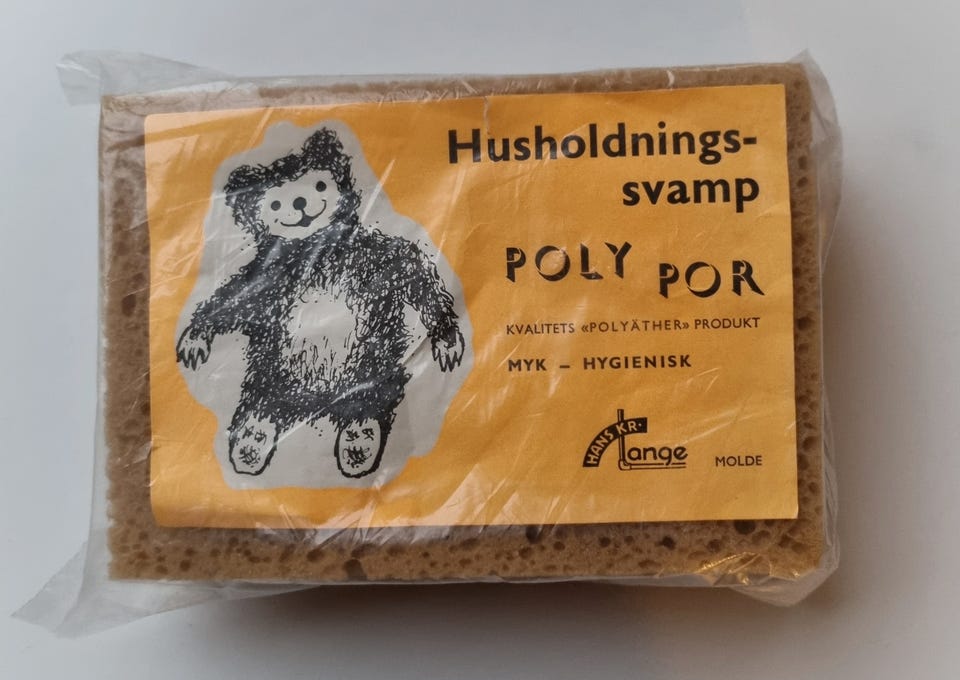 Husholdnings-
svamp
POLY POR
KVALITETS «POLYÄTHER» PRODUKT
MYK – HYGIENISK
HANS KR.
Lange
MOLDE